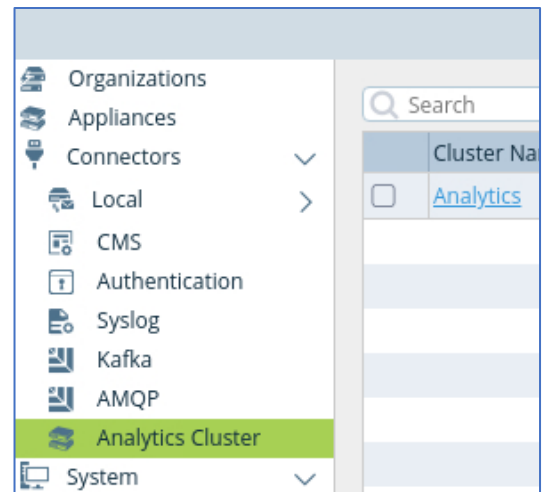 Organizations
Appliances
Connectors
Local
CMS
Authentication
Syslog
Kafka
AMQP
Analytics Cluster
System
Search
Cluster Na
Analytics